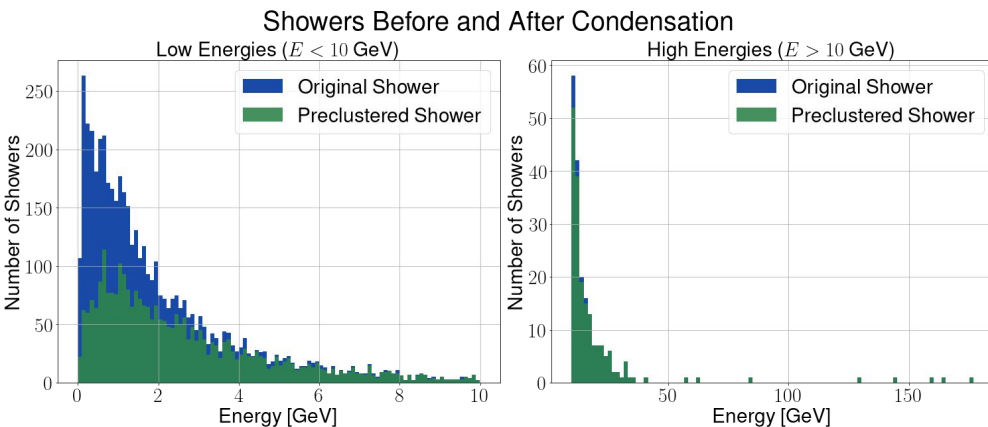 Showers Before and After Condensation
Low Energies (E < 10 GeV)
Original Shower
Preclustered Shower
Number of Showers
0
50
100
150
200
250
0 2 4 6 8 10
Energy [GeV]
High Energies (E > 10 GeV)
Original Shower
Preclustered Shower
Number of Showers
0
10
20
30
40
50
60
50 100 150
Energy [GeV]